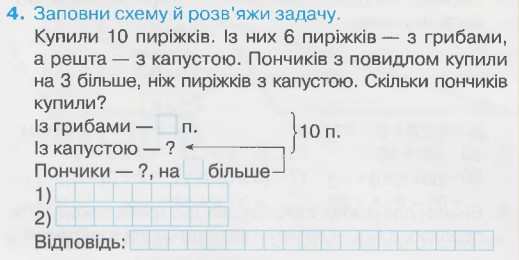 4. Заповни схему й розв’яжи задачу.
Купили 10 пиріжків. Із них 6 пиріжків — з грибами,
а решта — з капустою. Пончиків з повидлом купили
на 3 більше, ніж пиріжків з капустою. Скільки пончиків
купили?
Із грибами — п.
Із капустою — ?
10 п.
Пончики — ?, на більше
1)
2)
Відповідь: